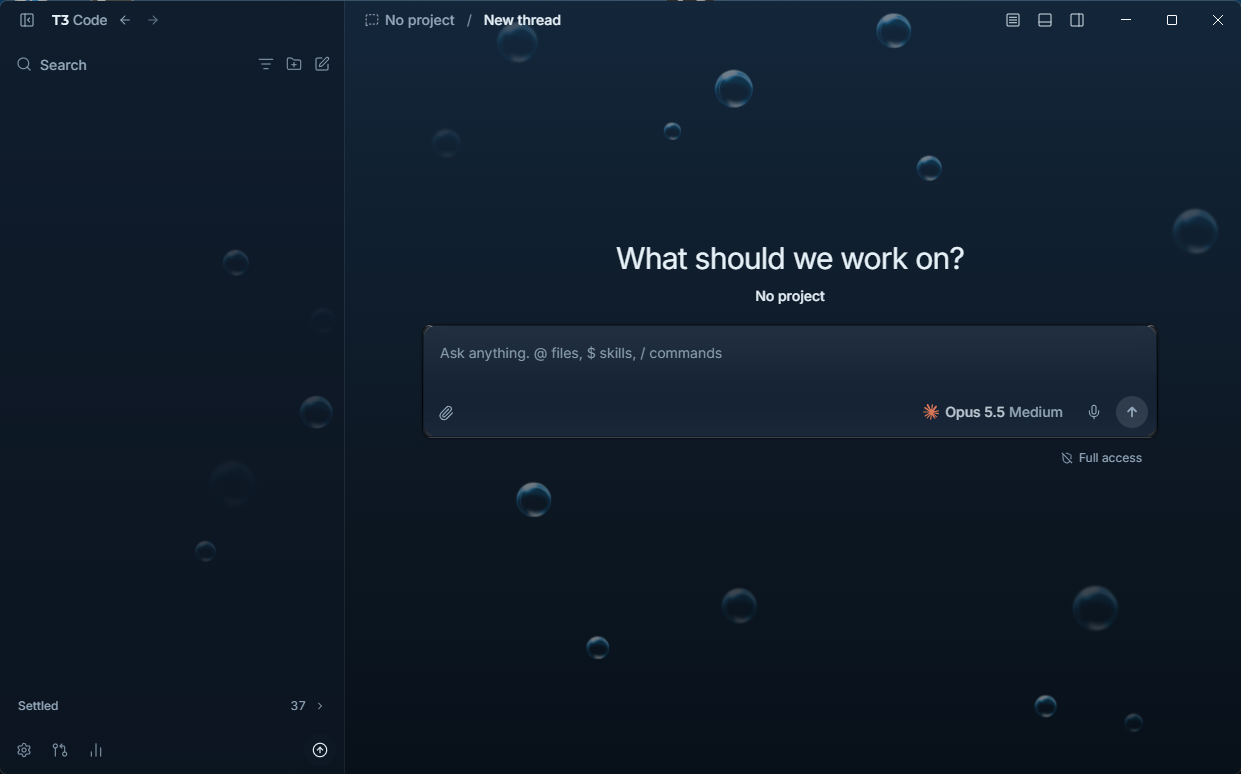 T3 Code
Search
Settled
37
No project / New thread
What should we work on?
No project
Ask anything. @ files, $ skills, / commands
Opus 5.5 Medium
Full access